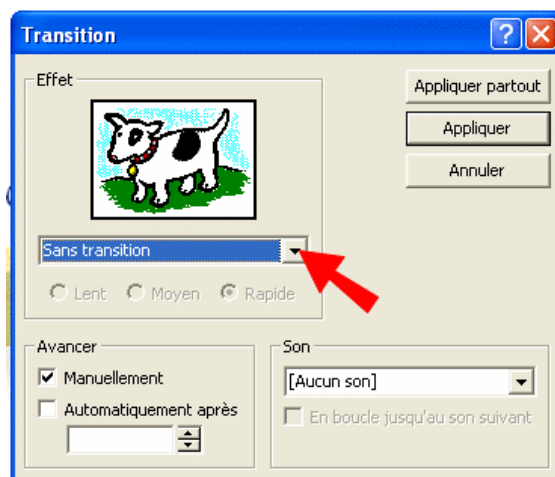 Transition
Effet
Appliquer partout
Appliquer
Annuler
Sans transition
Lent Moyen Rapide
Avancer
Manuellement
Automatiquement après
Son
[Aucun son]
En boucle jusqu'au son suivant